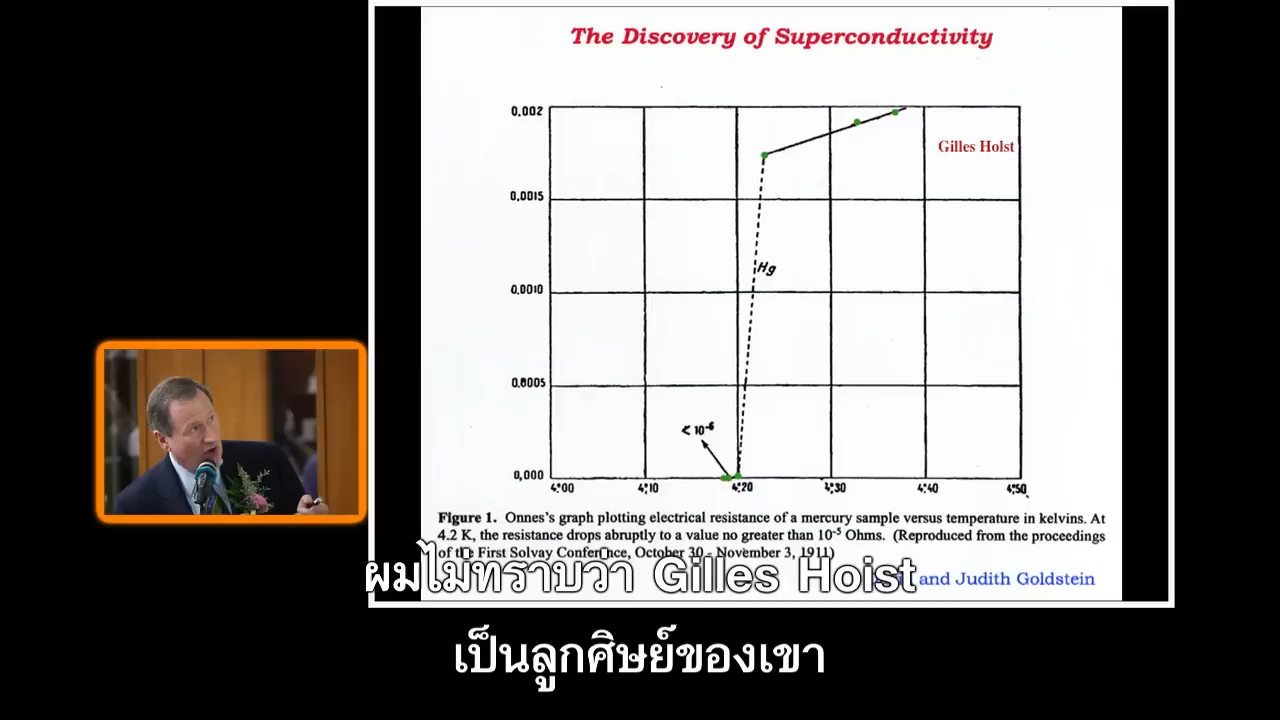 The Discovery of Superconductivity
0,002
Gilles Holst
0,0015
Hg
0,0010
0,0005
< 10⁻⁶
0,000
4:00 4:10 4:20 4:30 4:40 4:50
Figure 1. Onnes's graph plotting electrical resistance of a mercury sample versus temperature in kelvins. At
4.2 K, the resistance drops abruptly to a value no greater than 10⁻⁵ Ohms. (Reproduced from the proceedings
of the First Solvay Conference, October 30 - November 3, 1911)
and Judith Goldstein
ผมไม่ทราบว่า Gilles Hoist
เป็นลูกศิษย์ของเขา